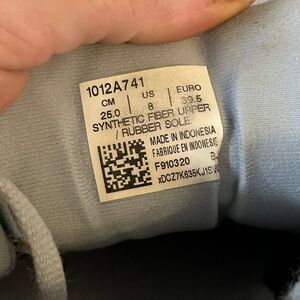 1012A741
CM US EURO
25.0 8 39.5
SYNTHETIC FIBER UPPER
/ RUBBER SOLE
MADE IN INDONESIA
FABRIQUE EN INDONESIE
F910320